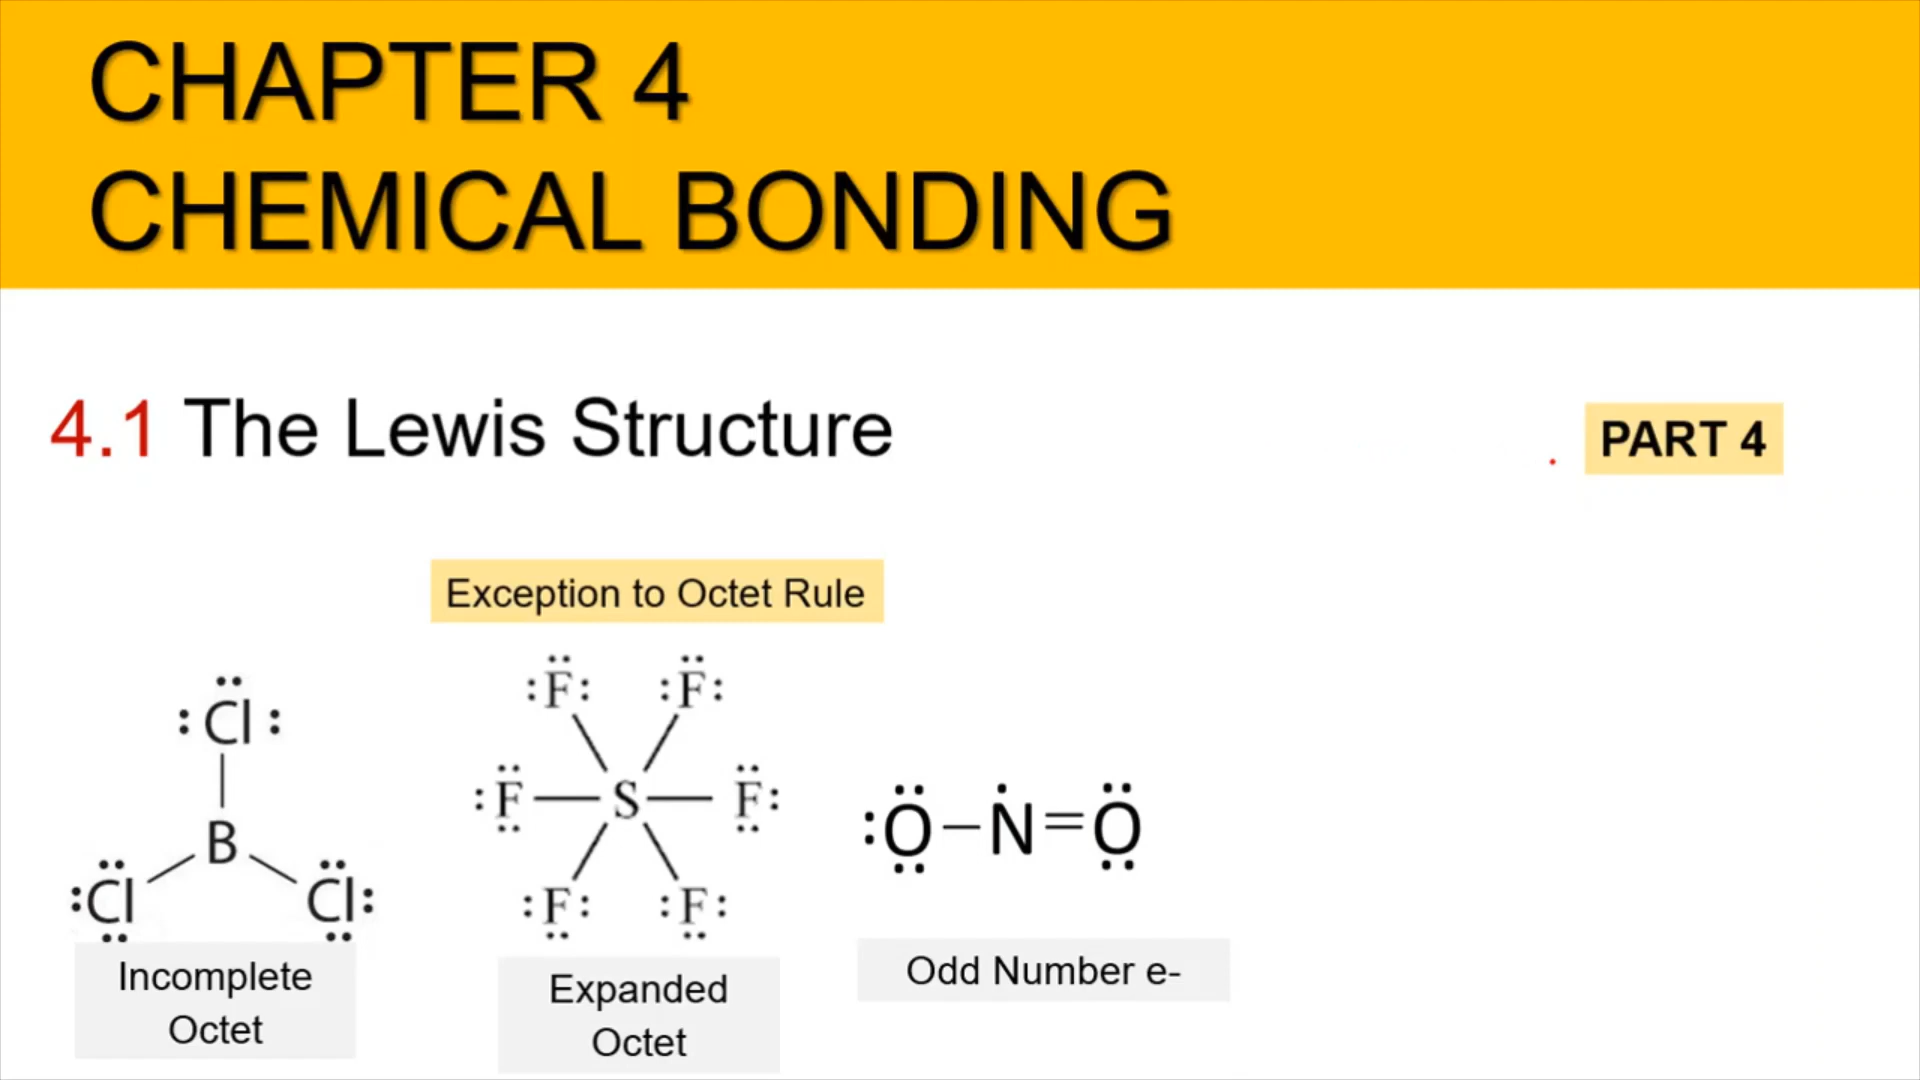 CHAPTER 4
CHEMICAL BONDING
4.1 The Lewis Structure
PART 4
Exception to Octet Rule
Cl
B
Cl Cl
Incomplete
Octet
F F
F S F
F F
Expanded
Octet
:O–N=O
Odd Number e-